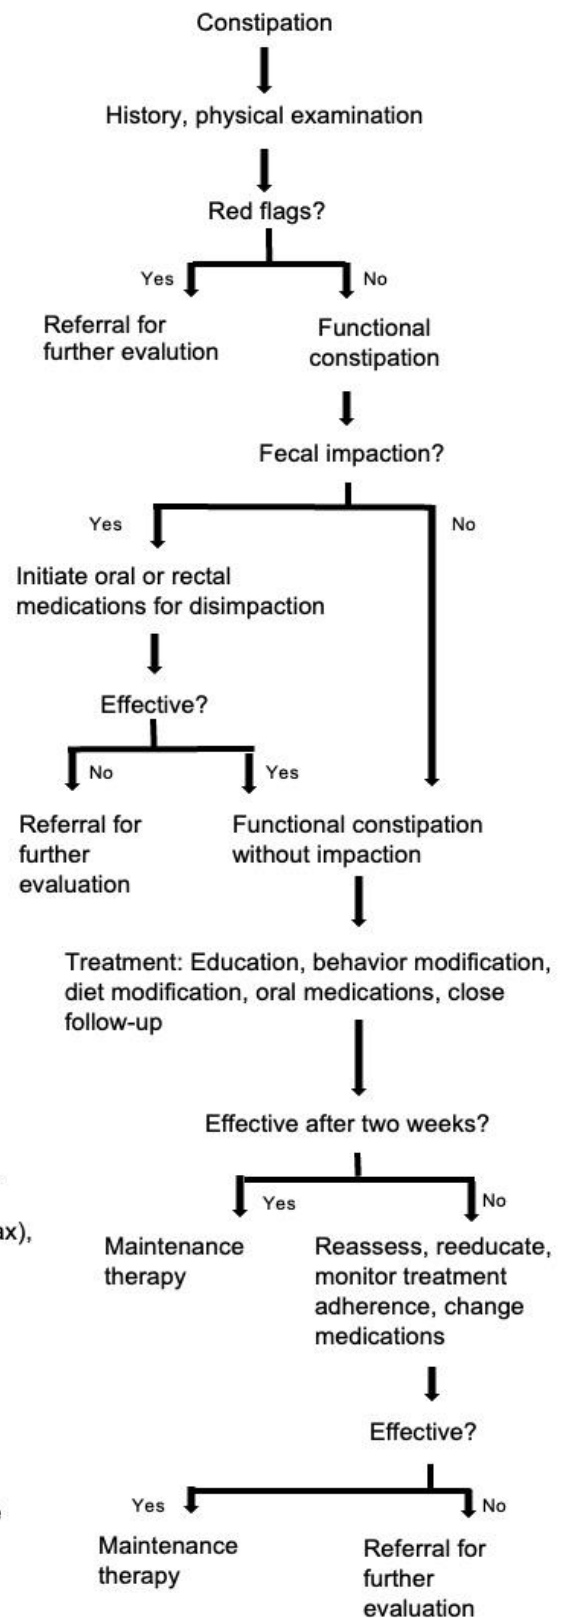 Constipation
History, physical examination
Red flags?
Yes
No
Referral for
further evalution
Functional
constipation
Fecal impaction?
Yes
No
Initiate oral or rectal
medications for disimpaction
Effective?
No
Yes
Referral for
further
evaluation
Functional constipation
without impaction
Treatment: Education, behavior modification,
diet modification, oral medications, close
follow-up
Effective after two weeks?
Yes
No
ax),
Maintenance
therapy
Reassess, reeducate,
monitor treatment
adherence, change
medications
Effective?
Yes
No
Maintenance
therapy
Referral for
further
evaluation